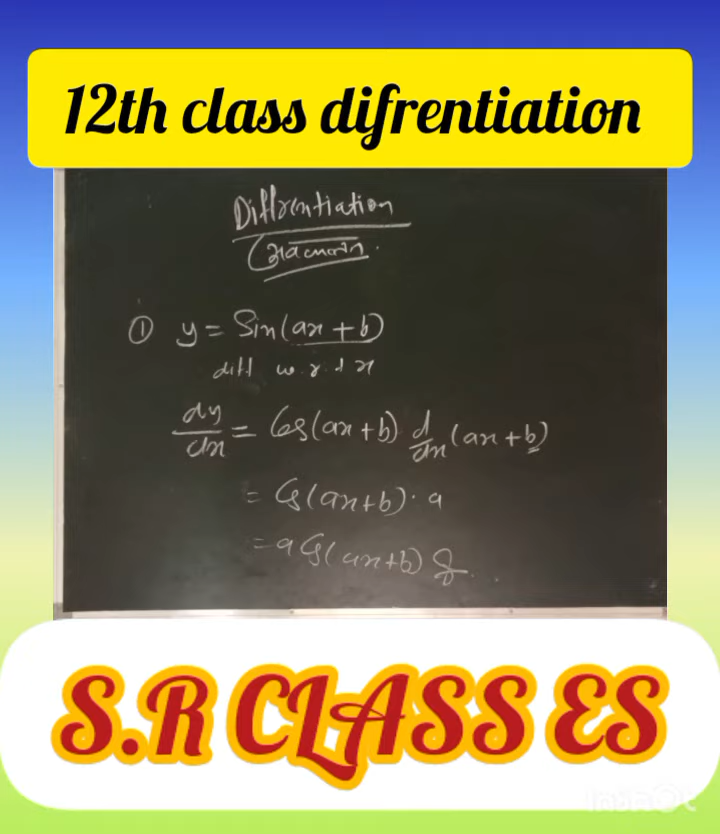 12th class difrentiation
Diffrentiation
अवकलन
① y = Sin(ax + b)
diff w.r.t x
dy/dx = Cos(ax + b) d/dx (ax + b)
= Cos(ax+b) · a
= a Cos(ax+b)
S.R CLASS ES